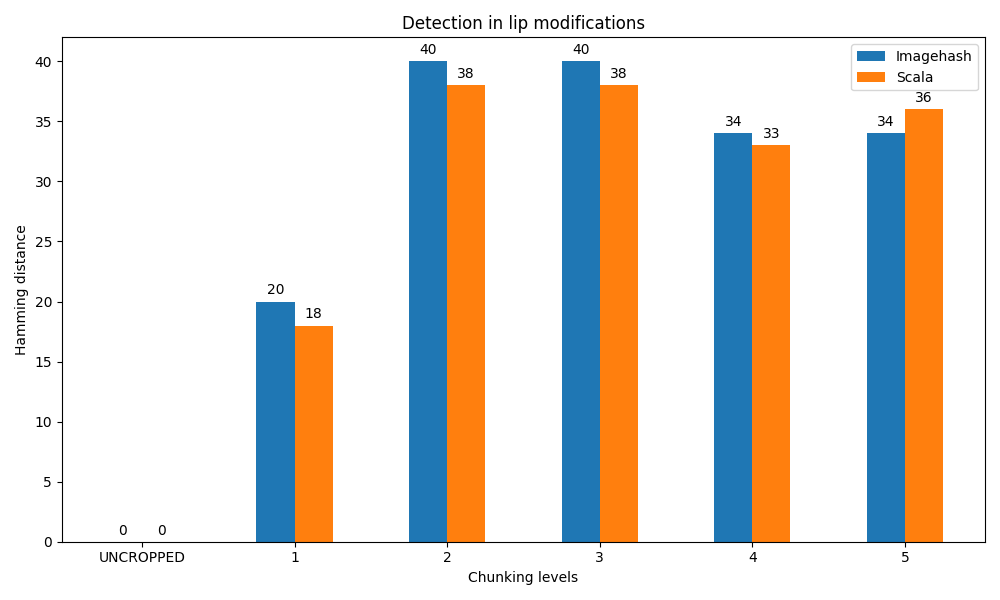 Detection in lip modifications
Imagehash
Scala
Hamming distance
40
35
30
25
20
15
10
5
0
0 0
20 18
40 38
40 38
34 33
34 36
UNCROPPED 1 2 3 4 5
Chunking levels